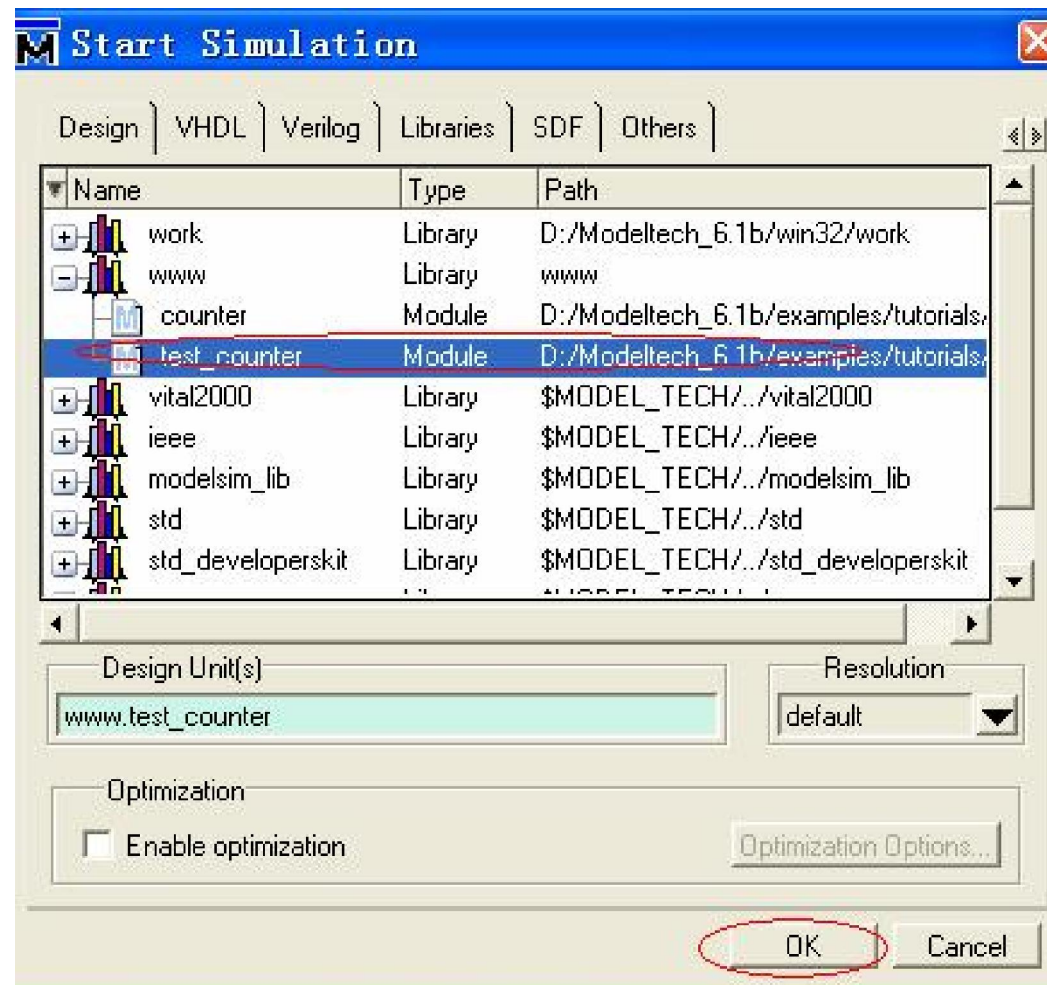 Start Simulation
Design VHDL Verilog Libraries SDF Others
Name Type Path
work Library D:/Modeltech_6.1b/win32/work
www Library www
counter Module D:/Modeltech_6.1b/examples/tutorials/
test_counter Module D:/Modeltech_6.1b/examples/tutorials/
vital2000 Library $MODEL_TECH/../vital2000
ieee Library $MODEL_TECH/../ieee
modelsim_lib Library $MODEL_TECH/../modelsim_lib
std Library $MODEL_TECH/../std
std_developerskit Library $MODEL_TECH/../std_developerskit
Design Unit(s) Resolution
www.test_counter default
Optimization
Enable optimization Optimization Options...
OK Cancel